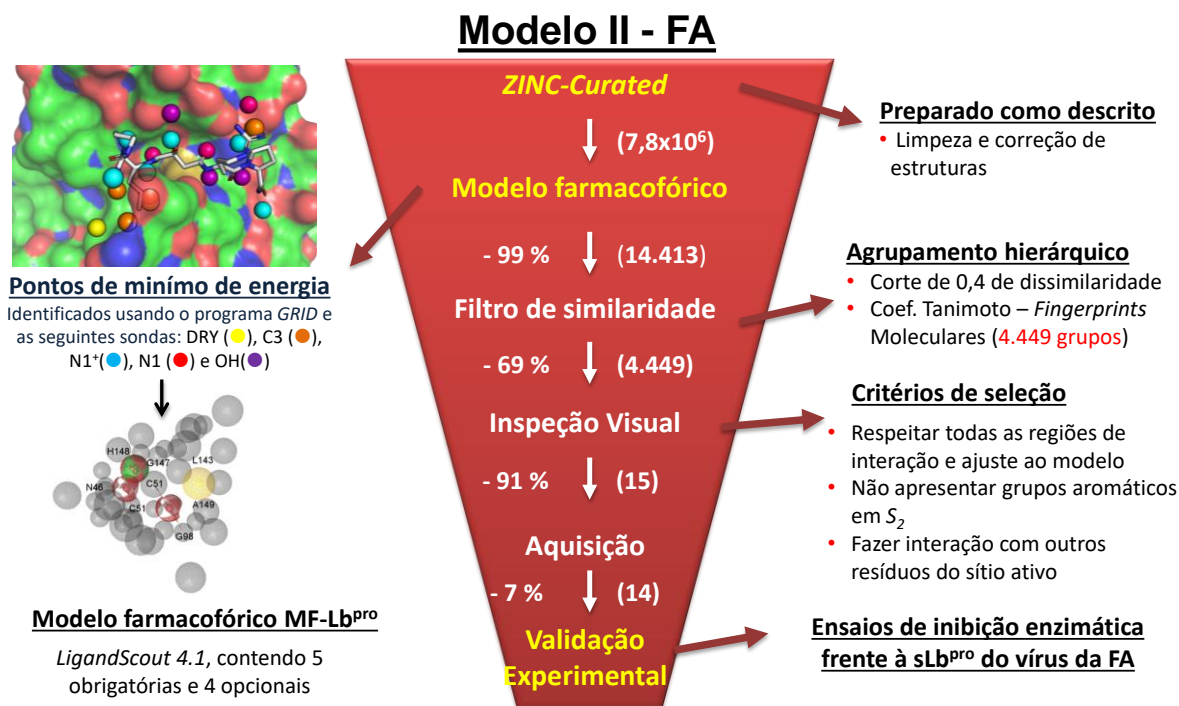 Modelo II - FA
ZINC-Curated
(7,8x10⁶)
Modelo farmacofórico
- 99 % (14.413)
Filtro de similaridade
- 69 % (4.449)
Inspeção Visual
- 91 % (15)
Aquisição
- 7 % (14)
Validação
Experimental
Pontos de minímo de energia
Identificados usando o programa GRID e
as seguintes sondas: DRY (●), C3 (●),
N1⁺(●), N1 (●) e OH(●)
H148
G147
L143
N46
C51
C51
A149
G98
Modelo farmacofórico MF-Lbᵖʳᵒ
LigandScout 4.1, contendo 5
obrigatórias e 4 opcionais
Preparado como descrito
• Limpeza e correção de
estruturas
Agrupamento hierárquico
• Corte de 0,4 de dissimilaridade
• Coef. Tanimoto – Fingerprints
Moleculares (4.449 grupos)
Critérios de seleção
• Respeitar todas as regiões de
interação e ajuste ao modelo
• Não apresentar grupos aromáticos
em S₂
• Fazer interação com outros
resíduos do sítio ativo
Ensaios de inibição enzimática
frente à sLbᵖʳᵒ do vírus da FA